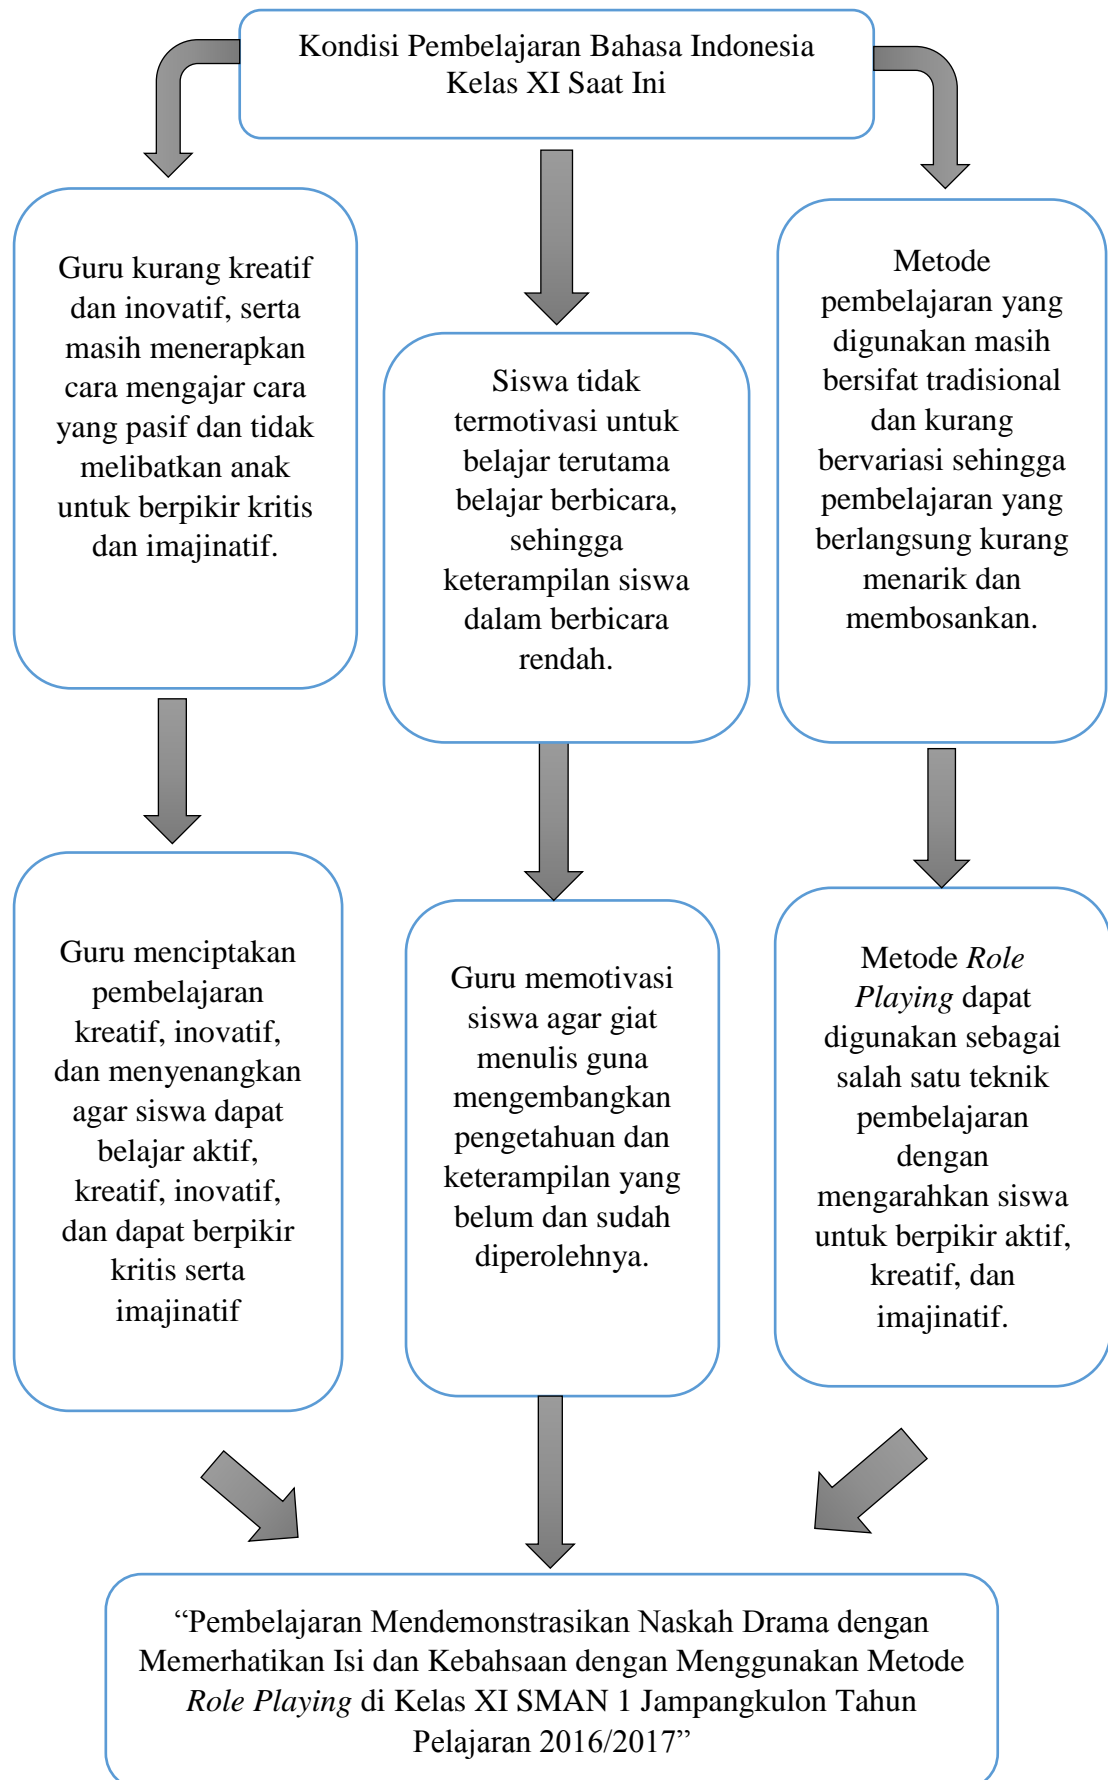 Kondisi Pembelajaran Bahasa Indonesia
Kelas XI Saat Ini
Guru kurang kreatif
dan inovatif, serta
masih menerapkan
cara mengajar cara
yang pasif dan tidak
melibatkan anak
untuk berpikir kritis
dan imajinatif.
Siswa tidak
termotivasi untuk
belajar terutama
belajar berbicara,
sehingga
keterampilan siswa
dalam berbicara
rendah.
Metode
pembelajaran yang
digunakan masih
bersifat tradisional
dan kurang
bervariasi sehingga
pembelajaran yang
berlangsung kurang
menarik dan
membosankan.
Guru menciptakan
pembelajaran
kreatif, inovatif,
dan menyenangkan
agar siswa dapat
belajar aktif,
kreatif, inovatif,
dan dapat berpikir
kritis serta
imajinatif
Guru memotivasi
siswa agar giat
menulis guna
mengembangkan
pengetahuan dan
keterampilan yang
belum dan sudah
diperolehnya.
Metode Role
Playing dapat
digunakan sebagai
salah satu teknik
pembelajaran
dengan
mengarahkan siswa
untuk berpikir aktif,
kreatif, dan
imajinatif.
“Pembelajaran Mendemonstrasikan Naskah Drama dengan
Memerhatikan Isi dan Kebahsaan dengan Menggunakan Metode
Role Playing di Kelas XI SMAN 1 Jampangkulon Tahun
Pelajaran 2016/2017”